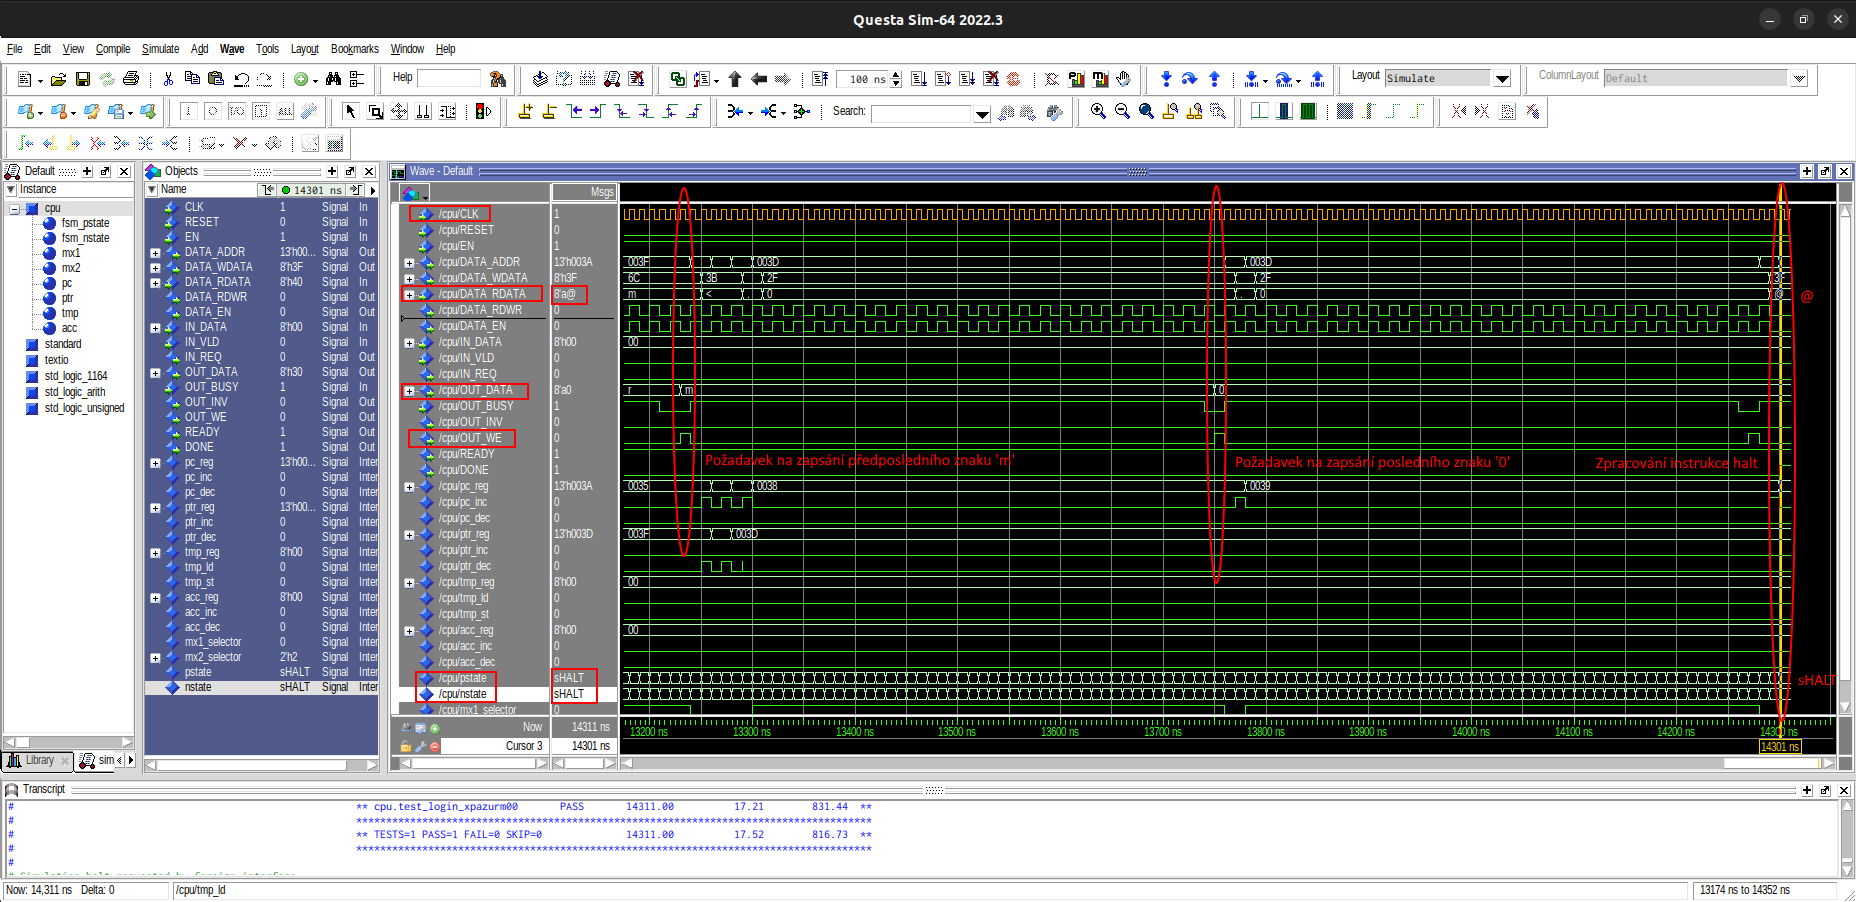 Questa Sim-64 2022.3
File Edit View Compile Simulate Add Wave Tools Layout Bookmarks Window Help
Help
100 ns
Layout Simulate
ColumnLayout Default
Search:
Default
Instance
cpu
fsm_pstate
fsm_nstate
mx1
mx2
pc
ptr
tmp
acc
standard
textio
std_logic_1164
std_logic_arith
std_logic_unsigned
Library
sim
Objects
Name
14301 ns
CLK 1 Signal In
RESET 0 Signal In
EN 1 Signal In
DATA_ADDR 13'h00... Signal Out
DATA_WDATA 8'h3F Signal Out
DATA_RDATA 8'h40 Signal In
DATA_RDWR 0 Signal Out
DATA_EN 0 Signal Out
IN_DATA 8'h00 Signal In
IN_VLD 0 Signal In
IN_REQ 0 Signal Out
OUT_DATA 8'h30 Signal Out
OUT_BUSY 1 Signal In
OUT_INV 0 Signal Out
OUT_WE 0 Signal Out
READY 1 Signal Out
DONE 1 Signal Out
pc_reg 13'h00... Signal Inter
pc_inc 0 Signal Inter
pc_dec 0 Signal Inter
ptr_reg 13'h00... Signal Inter
ptr_inc 0 Signal Inter
ptr_dec 0 Signal Inter
tmp_reg 8'h00 Signal Inter
tmp_ld 0 Signal Inter
tmp_st 0 Signal Inter
acc_reg 8'h00 Signal Inter
acc_inc 0 Signal Inter
acc_dec 0 Signal Inter
mx1_selector 0 Signal Inter
mx2_selector 2'h2 Signal Inter
pstate sHALT Signal Inter
nstate sHALT Signal Inter
Wave - Default
Msgs
/cpu/CLK 1
/cpu/RESET 0
/cpu/EN 1
/cpu/DATA_ADDR 13'h003A 003F 003D 003D
/cpu/DATA_WDATA 8'h3F 6C 3B 2F 2F 3F
/cpu/DATA_RDATA 8'a@ m < . 0 . 0 @
@
/cpu/DATA_RDWR 0
/cpu/DATA_EN 0
/cpu/IN_DATA 8'h00 00
/cpu/IN_VLD 0
/cpu/IN_REQ 0
/cpu/OUT_DATA 8'a0 r m 0
/cpu/OUT_BUSY 1
/cpu/OUT_INV 0
/cpu/OUT_WE 0
/cpu/READY 1
Požadavek na zapsání předposledního znaku 'm'
Požadavek na zapsání posledního znaku '0'
Zpracování instrukce halt
/cpu/DONE 1
/cpu/pc_reg 13'h003A 0035 0038 0039
/cpu/pc_inc 0
/cpu/pc_dec 0
/cpu/ptr_reg 13'h003D 003F 003D
/cpu/ptr_inc 0
/cpu/ptr_dec 0
/cpu/tmp_reg 8'h00 00
/cpu/tmp_ld 0
/cpu/tmp_st 0
/cpu/acc_reg 8'h00 00
/cpu/acc_inc 0
/cpu/acc_dec 0
/cpu/pstate sHALT
sHALT
/cpu/nstate sHALT
/cpu/mx1_selector 0
Now 14311 ns
13200 ns 13300 ns 13400 ns 13500 ns 13600 ns 13700 ns 13800 ns 13900 ns 14000 ns 14100 ns 14200 ns 14300 ns
Cursor 3 14301 ns
14301 ns
Transcript
# ** cpu.test_login_xpazurm00 PASS 14311.00 17.21 831.44 **
# **************************************************************************************
# ** TESTS=1 PASS=1 FAIL=0 SKIP=0 14311.00 17.52 816.73 **
# **************************************************************************************
#
# Simulation halt requested by foreign interface.
Now: 14,311 ns Delta: 0
/cpu/tmp_ld
13174 ns to 14352 ns